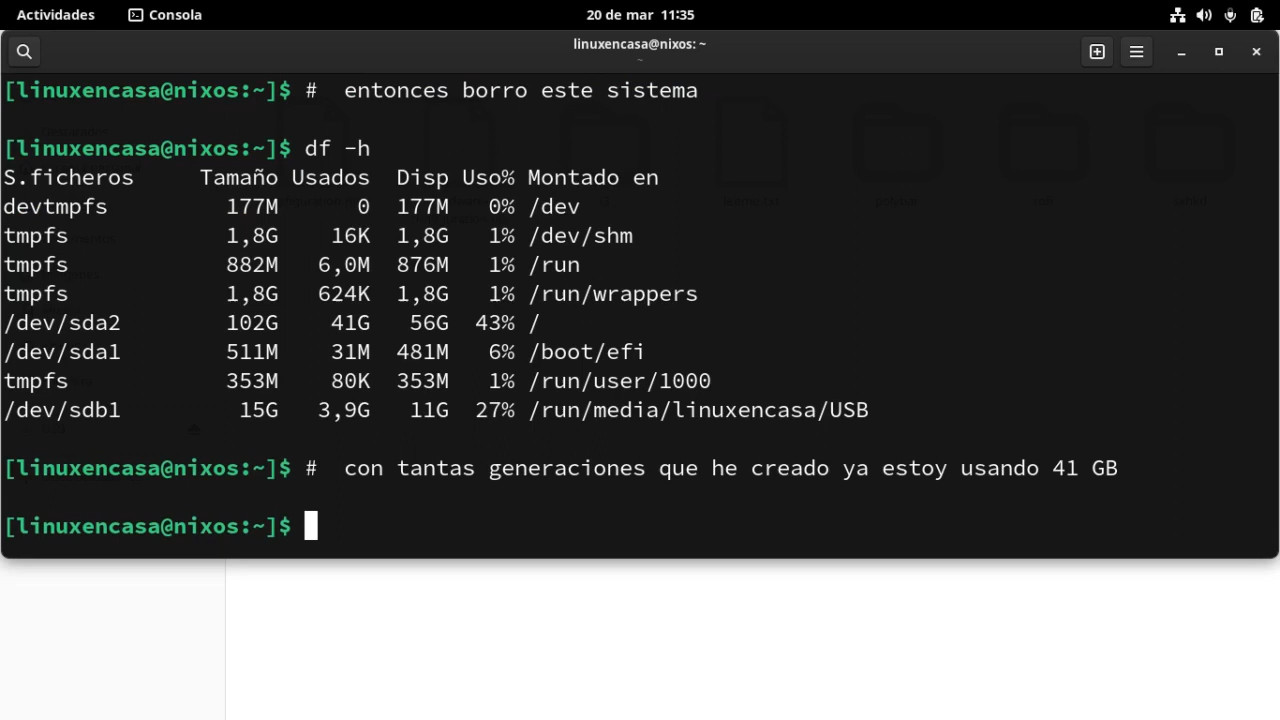 Actividades Consola 20 de mar 11:35
linuxencasa@nixos: ~
~
[linuxencasa@nixos:~]$ #  entonces borro este sistema
[linuxencasa@nixos:~]$ df -h
S.ficheros     Tamaño Usados  Disp Uso% Montado en
devtmpfs         177M      0  177M   0% /dev
tmpfs            1,8G    16K  1,8G   1% /dev/shm
tmpfs            882M   6,0M  876M   1% /run
tmpfs            1,8G   624K  1,8G   1% /run/wrappers
/dev/sda2        102G    41G   56G  43% /
/dev/sda1        511M    31M  481M   6% /boot/efi
tmpfs            353M    80K  353M   1% /run/user/1000
/dev/sdb1         15G   3,9G   11G  27% /run/media/linuxencasa/USB
[linuxencasa@nixos:~]$ #  con tantas generaciones que he creado ya estoy usando 41 GB
[linuxencasa@nixos:~]$